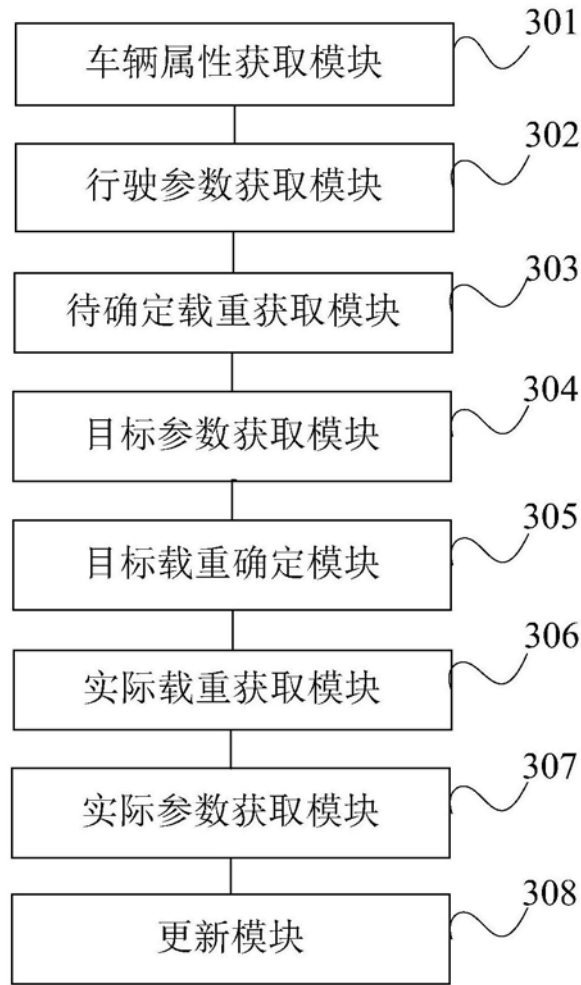 车辆属性获取模块
301
行驶参数获取模块
302
待确定载重获取模块
303
目标参数获取模块
304
目标载重确定模块
305
实际载重获取模块
306
实际参数获取模块
307
更新模块
308